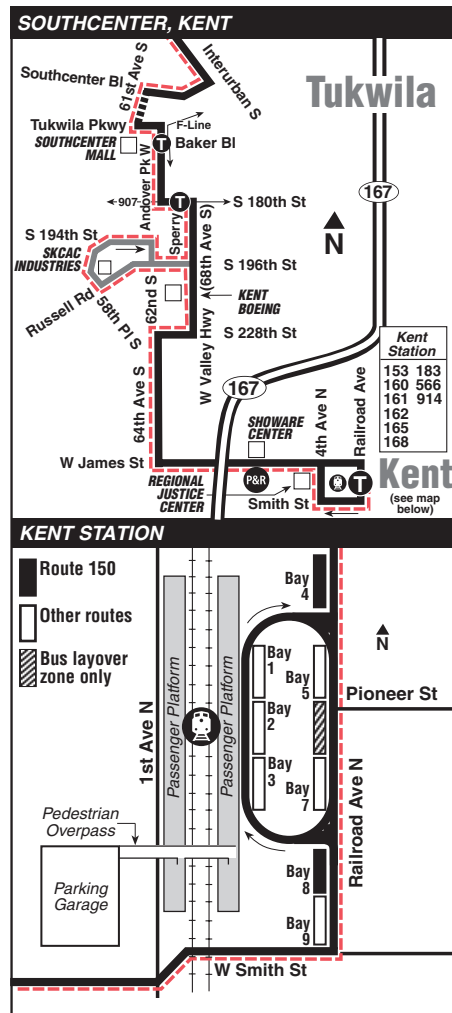 SOUTHCENTER, KENT
Southcenter Bl
61st Ave S
Interurban S
Tukwila
Tukwila Pkwy
F-Line
SOUTHCENTER
MALL
T
Baker Bl
Andover Pk W
167
907
T
S 180th St
Sperry
S 194th St
SKCAC
INDUSTRIES
N
S 196th St
Russell Rd
58th Pl S
62nd S
W Valley Hwy (68th Ave S)
KENT
BOEING
S 228th St
64th Ave S
Kent
Station
153 183
160 566
161 914
162
165
168
167
4th Ave N
Railroad Ave
SHOWARE
CENTER
W James St
REGIONAL
JUSTICE
CENTER
P&R
Smith St
T
Kent
(see map
below)
KENT STATION
Route 150
Other routes
Bus layover
zone only
Bay
4
N
Bay
1
Bay
5
Pioneer St
Bay
2
Bay
3
Bay
7
1st Ave N
Passenger Platform
Passenger Platform
Railroad Ave N
Pedestrian
Overpass
Parking
Garage
Bay
8
Bay
9
W Smith St